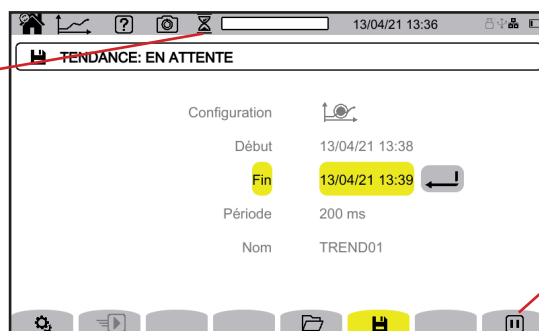 13/04/21 13:36
TENDANCE: EN ATTENTE
Configuration
Début 13/04/21 13:38
Fin 13/04/21 13:39
Période 200 ms
Nom TREND01